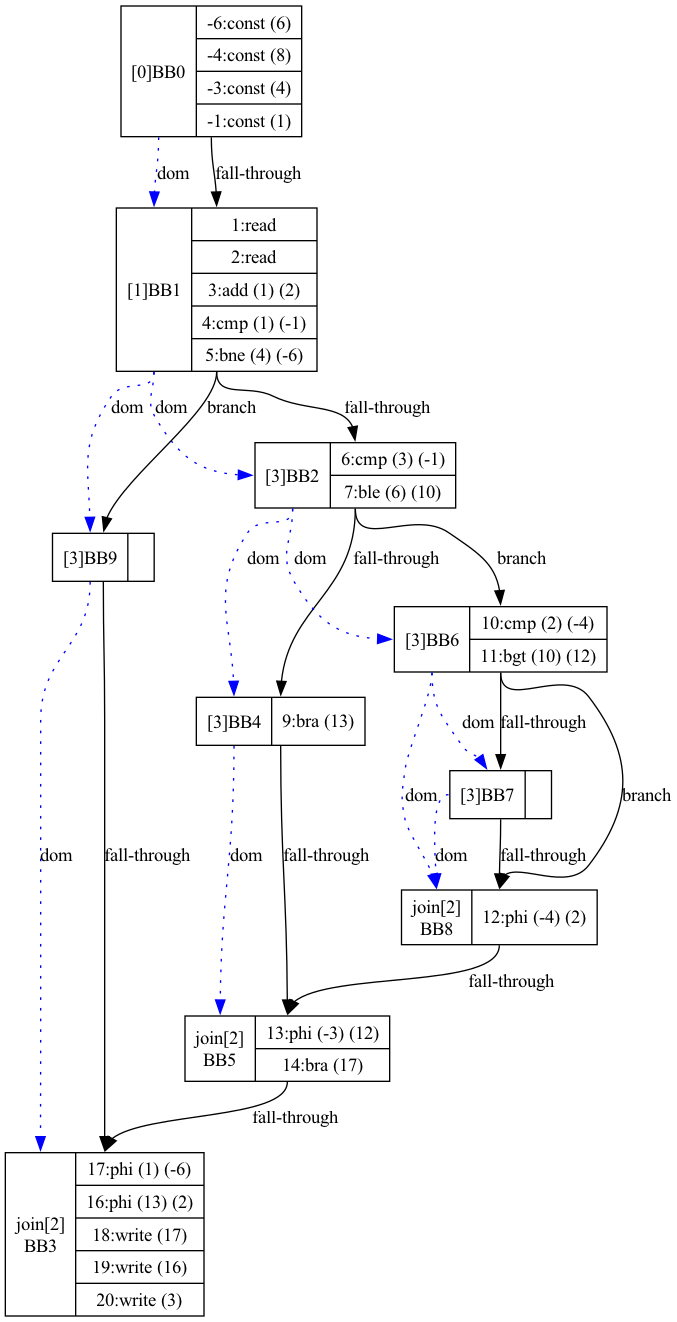 [0]BB0
-6:const (6)
-4:const (8)
-3:const (4)
-1:const (1)
dom
fall-through
[1]BB1
1:read
2:read
3:add (1) (2)
4:cmp (1) (-1)
5:bne (4) (-6)
dom
dom
branch
fall-through
[3]BB2
6:cmp (3) (-1)
7:ble (6) (10)
[3]BB9
dom
dom
fall-through
branch
[3]BB6
10:cmp (2) (-4)
11:bgt (10) (12)
[3]BB4
9:bra (13)
dom
fall-through
[3]BB7
dom
fall-through
dom
fall-through
dom
dom
fall-through
branch
join[2]
BB8
12:phi (-4) (2)
fall-through
join[2]
BB5
13:phi (-3) (12)
14:bra (17)
fall-through
join[2]
BB3
17:phi (1) (-6)
16:phi (13) (2)
18:write (17)
19:write (16)
20:write (3)